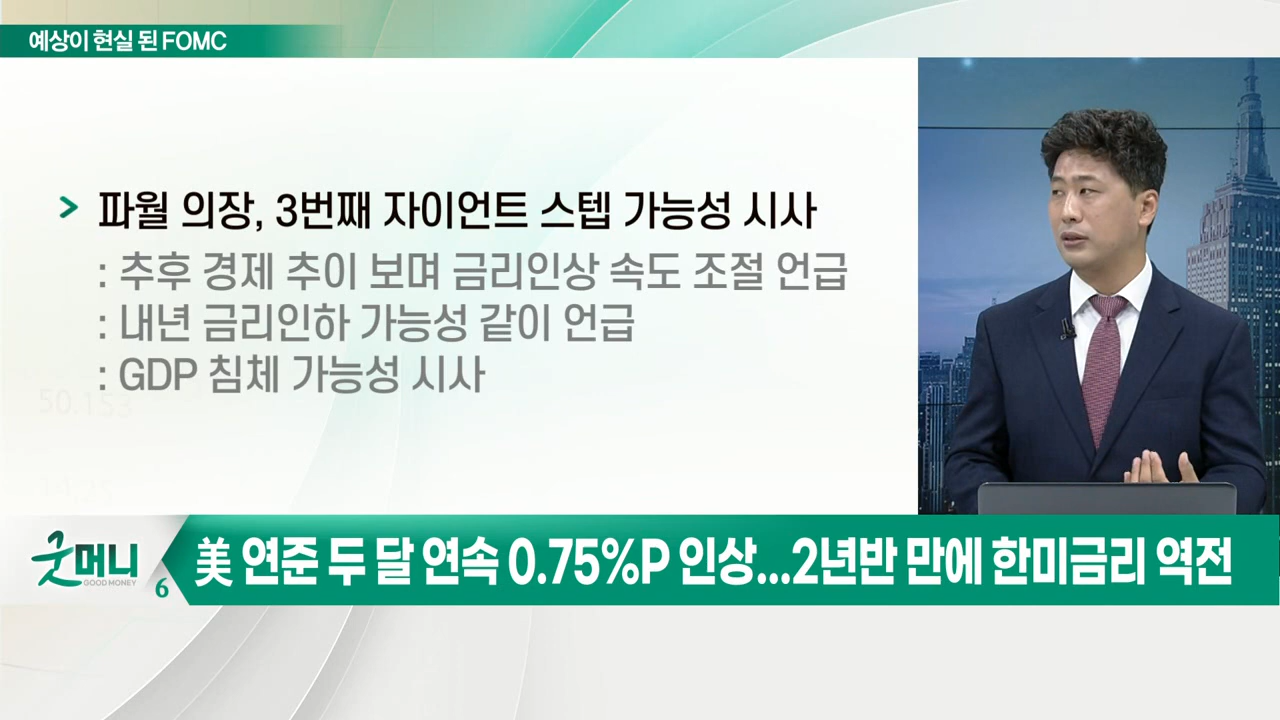 예상이 현실 된 FOMC
파월 의장, 3번째 자이언트 스텝 가능성 시사
: 추후 경제 추이 보며 금리인상 속도 조절 언급
: 내년 금리인하 가능성 같이 언급
: GDP 침체 가능성 시사
50.153
굿머니
GOOD MONEY
6
美 연준 두 달 연속 0.75%P 인상...2년반 만에 한미금리 역전